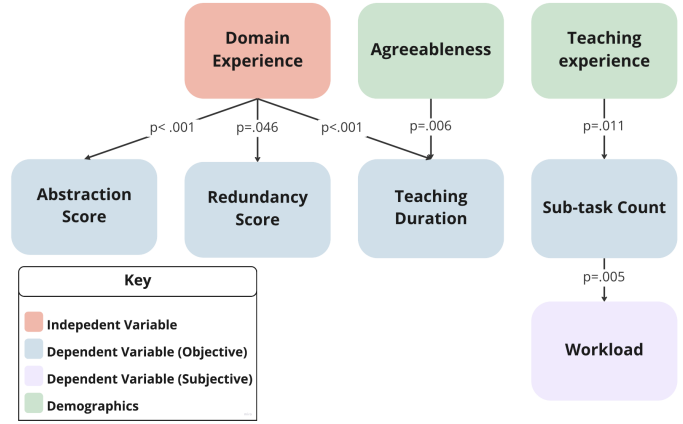 Domain
Experience
Agreeableness
Teaching
experience
p< .001
p=.046
p<.001
p=.006
p=.011
Abstraction
Score
Redundancy
Score
Teaching
Duration
Sub-task Count
p=.005
Workload
Key
Indepedent Variable
Dependent Variable (Objective)
Dependent Variable (Subjective)
Demographics